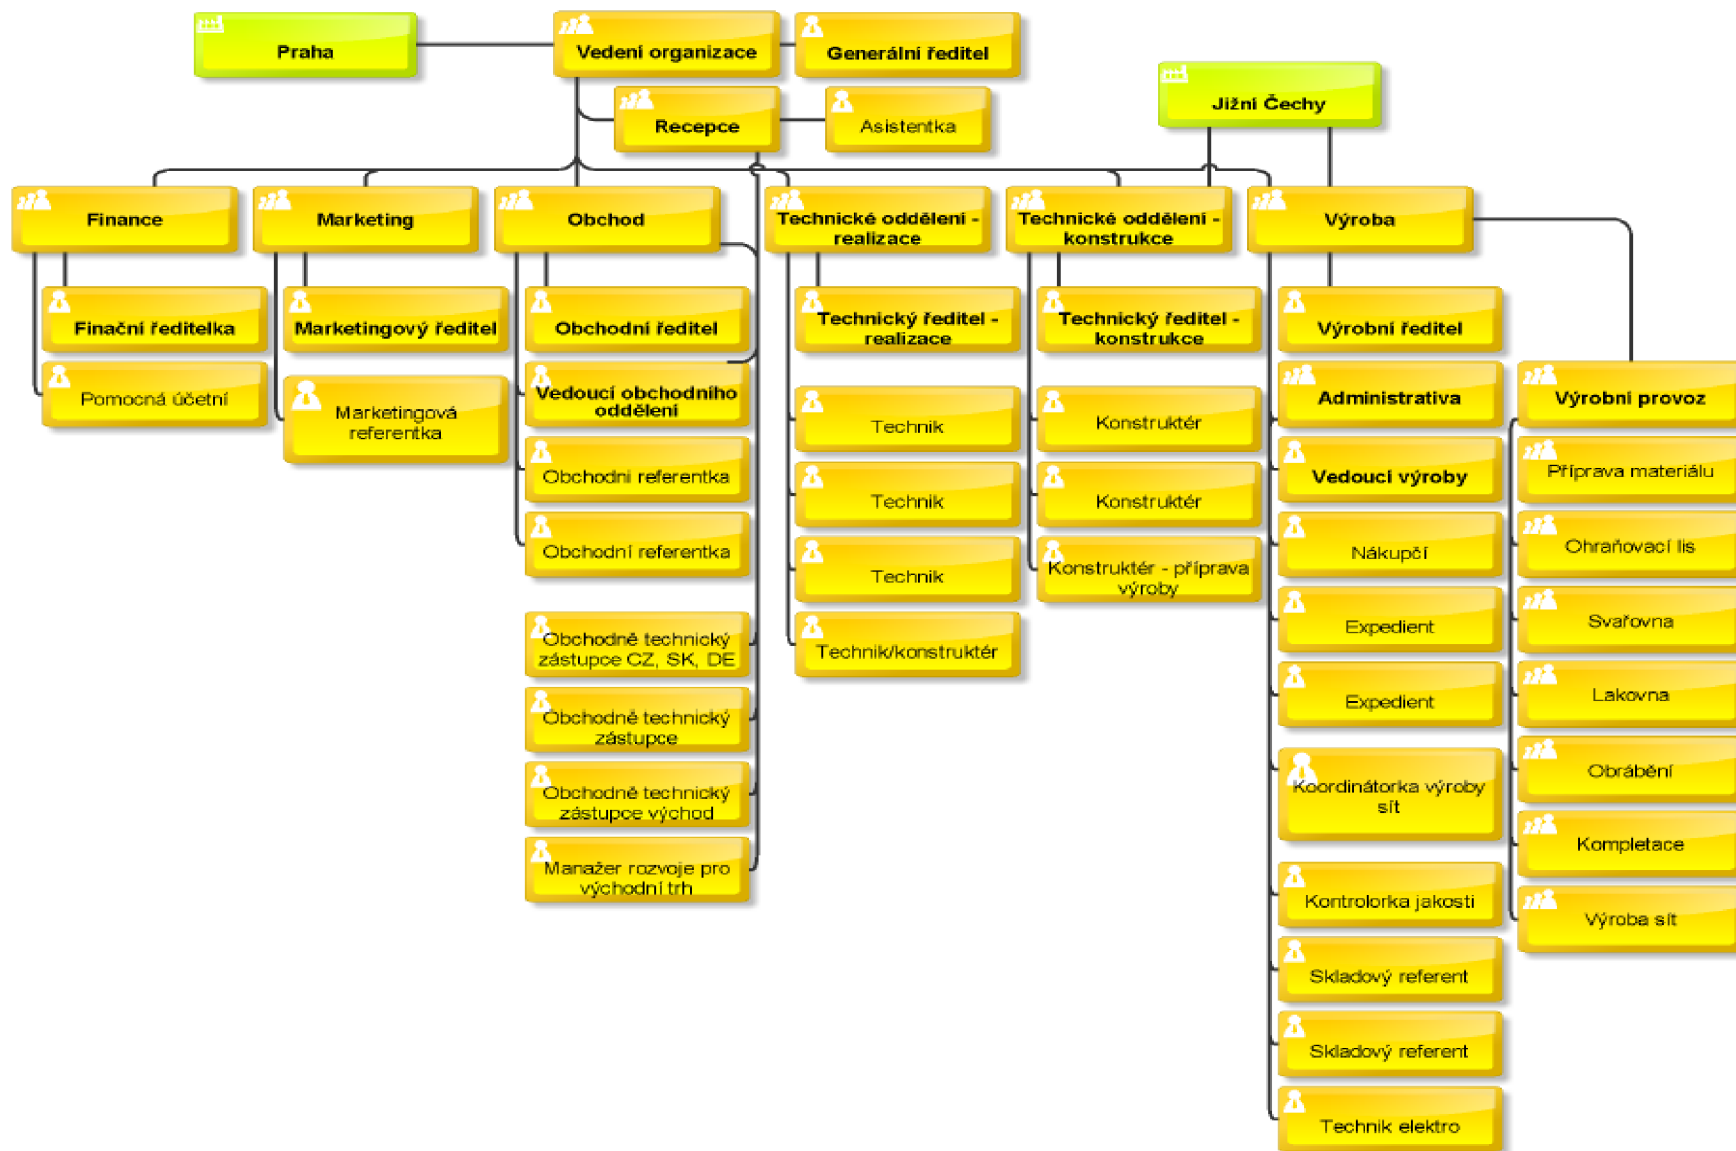 Praha
Vedení organizace
Generální ředitel
Recepce
Asistentka
Jižní Čechy
Finance
Marketing
Obchod
Technické oddělení -
realizace
Technické oddělení -
konstrukce
Výroba
Finační ředitelka
Pomocná účetní
Marketingový ředitel
Marketingová
referentka
Obchodní ředitel
Vedoucí obchodního
oddělení
Obchodní referentka
Obchodní referentka
Obchodně technický
zástupce CZ, SK, DE
Obchodně technický
zástupce
Obchodně technický
zástupce východ
Manažer rozvoje pro
východní trh
Technický ředitel -
realizace
Technik
Technik
Technik
Technik/konstruktér
Technický ředitel -
konstrukce
Konstruktér
Konstruktér
Konstruktér - příprava
výroby
Výrobní ředitel
Administrativa
Vedoucí výroby
Nákupčí
Expedient
Expedient
Koordinátorka výroby
sít
Kontrolorka jakosti
Skladový referent
Skladový referent
Technik elektro
Výrobní provoz
Příprava materiálu
Ohraňovací lis
Svařovna
Lakovna
Obrábění
Kompletace
Výroba sít